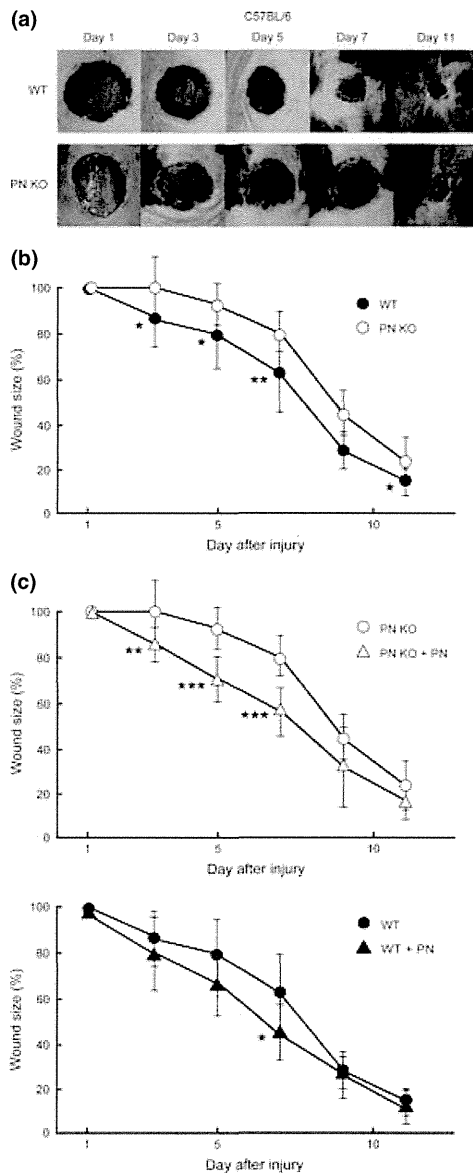 (a)
C57BL/6
Day 1 Day 3 Day 5 Day 7 Day 11
WT
PN KO
(b)
100
80
60
40
20
0
Wound size (%)
WT
PN KO
*
*
**
*
1 5 10
Day after injury
(c)
100
80
60
40
20
0
Wound size (%)
PN KO
PN KO + PN
**
***
***
1 5 10
Day after injury
100
80
60
40
20
0
Wound size (%)
WT
WT + PN
*
1 5 10
Day after injury